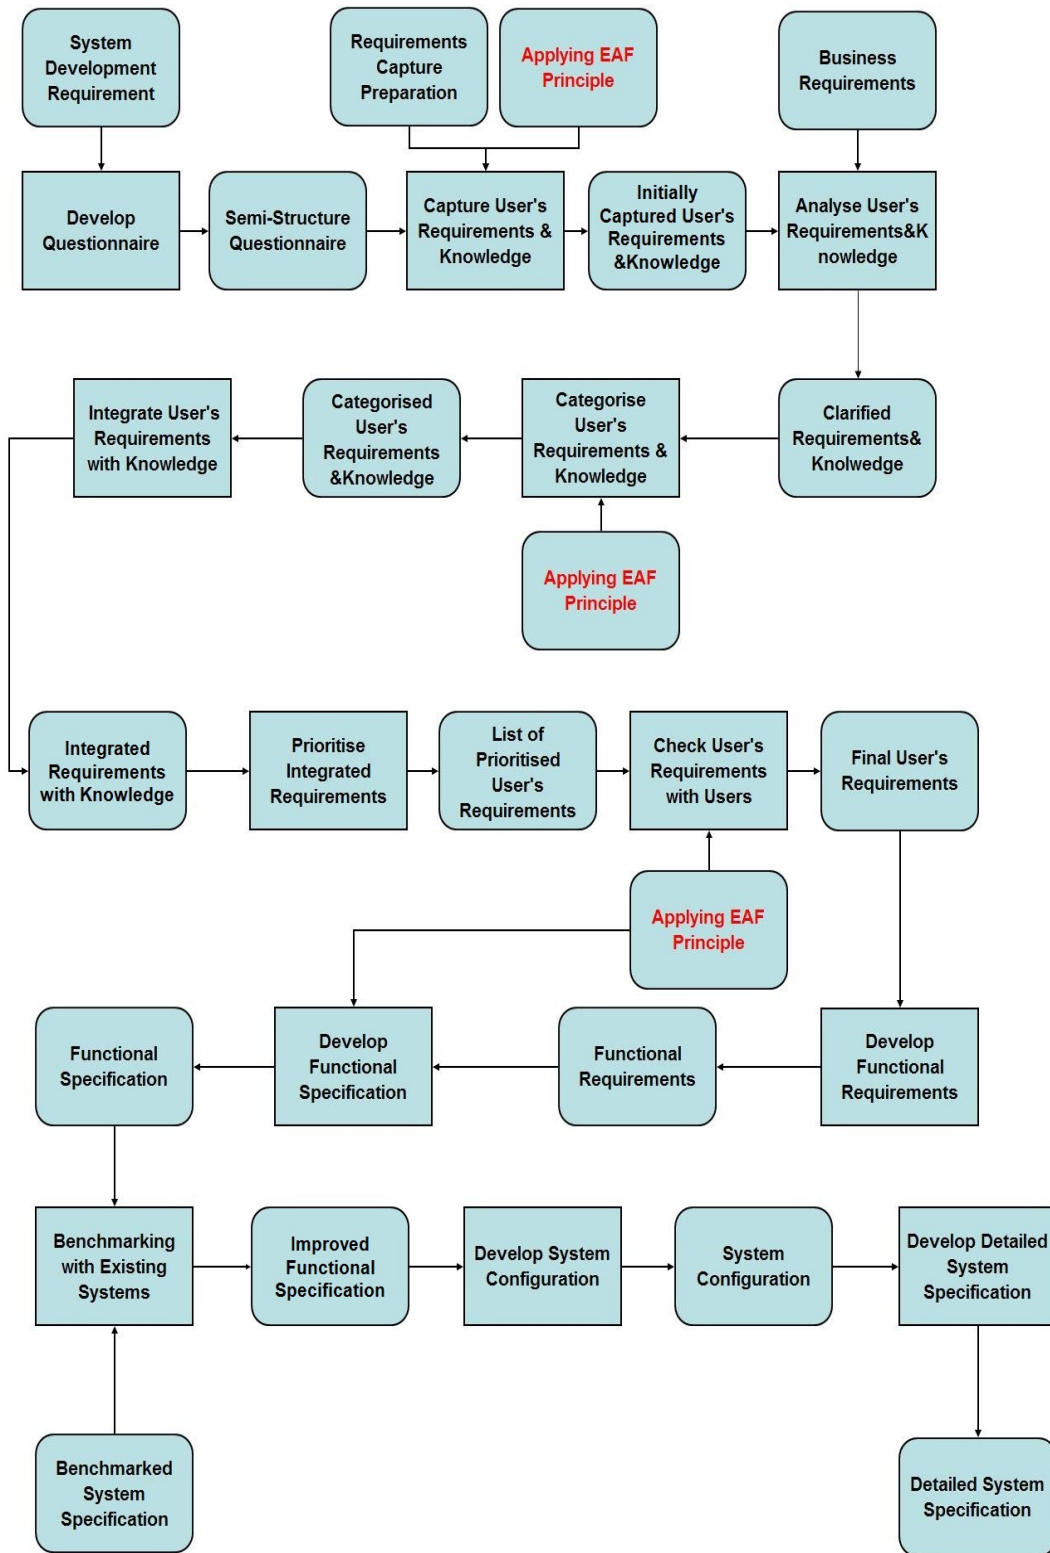 System
Development
Requirement
Requirements
Capture
Preparation
Applying EAF
Principle
Business
Requirements
Develop
Questionnaire
Semi-Structure
Questionnaire
Capture User's
Requirements &
Knowledge
Initially
Captured User's
Requirements
&Knowledge
Analyse User's
Requirements&K
nowledge
Integrate User's
Requirements
with Knowledge
Categorised
User's
Requirements
&Knowledge
Categorise
User's
Requirements &
Knowledge
Clarified
Requirements&
Knolwedge
Applying EAF
Principle
Integrated
Requirements
with Knowledge
Prioritise
Integrated
Requirements
List of
Prioritised
User's
Requirements
Check User's
Requirements
with Users
Final User's
Requirements
Applying EAF
Principle
Functional
Specification
Develop
Functional
Specification
Functional
Requirements
Develop
Functional
Requirements
Benchmarking
with Existing
Systems
Improved
Functional
Specification
Develop System
Configuration
System
Configuration
Develop Detailed
System
Specification
Benchmarked
System
Specification
Detailed System
Specification